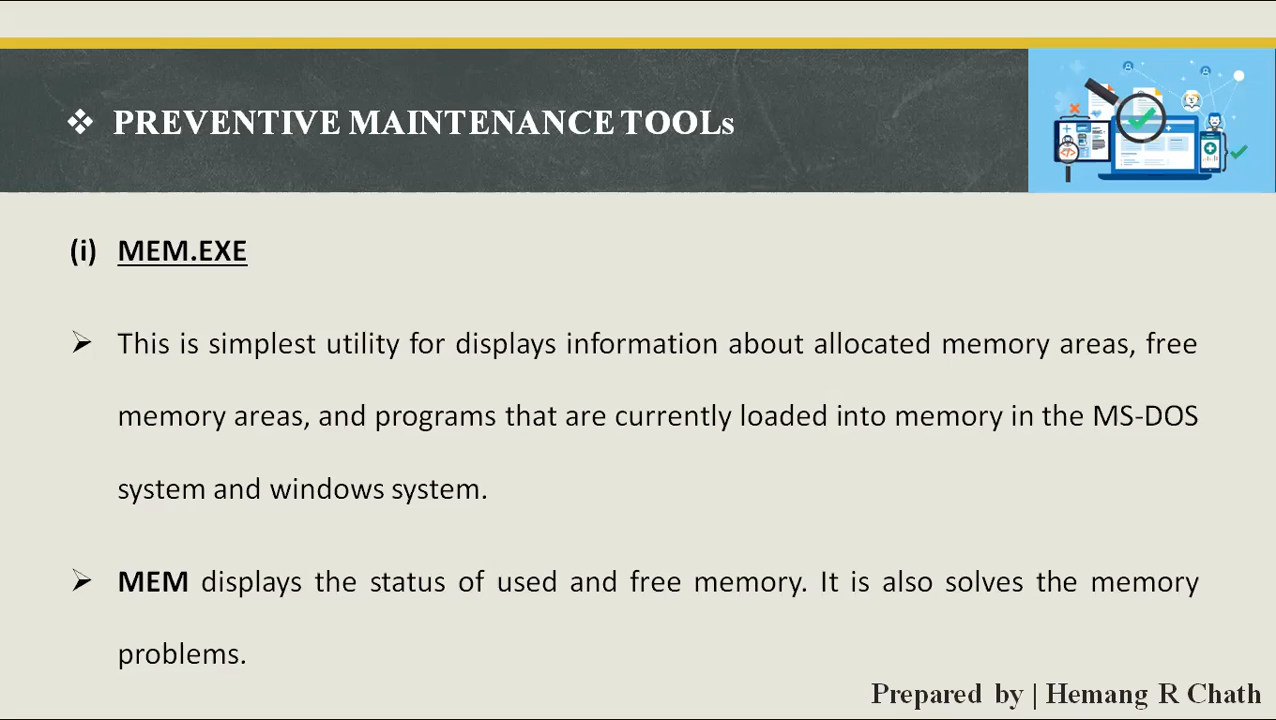 ❖ PREVENTIVE MAINTENANCE TOOLs
(i) MEM.EXE
➢ This is simplest utility for displays information about allocated memory areas, free
memory areas, and programs that are currently loaded into memory in the MS-DOS
system and windows system.
➢ MEM displays the status of used and free memory. It is also solves the memory
problems.
Prepared by | Hemang R Chath